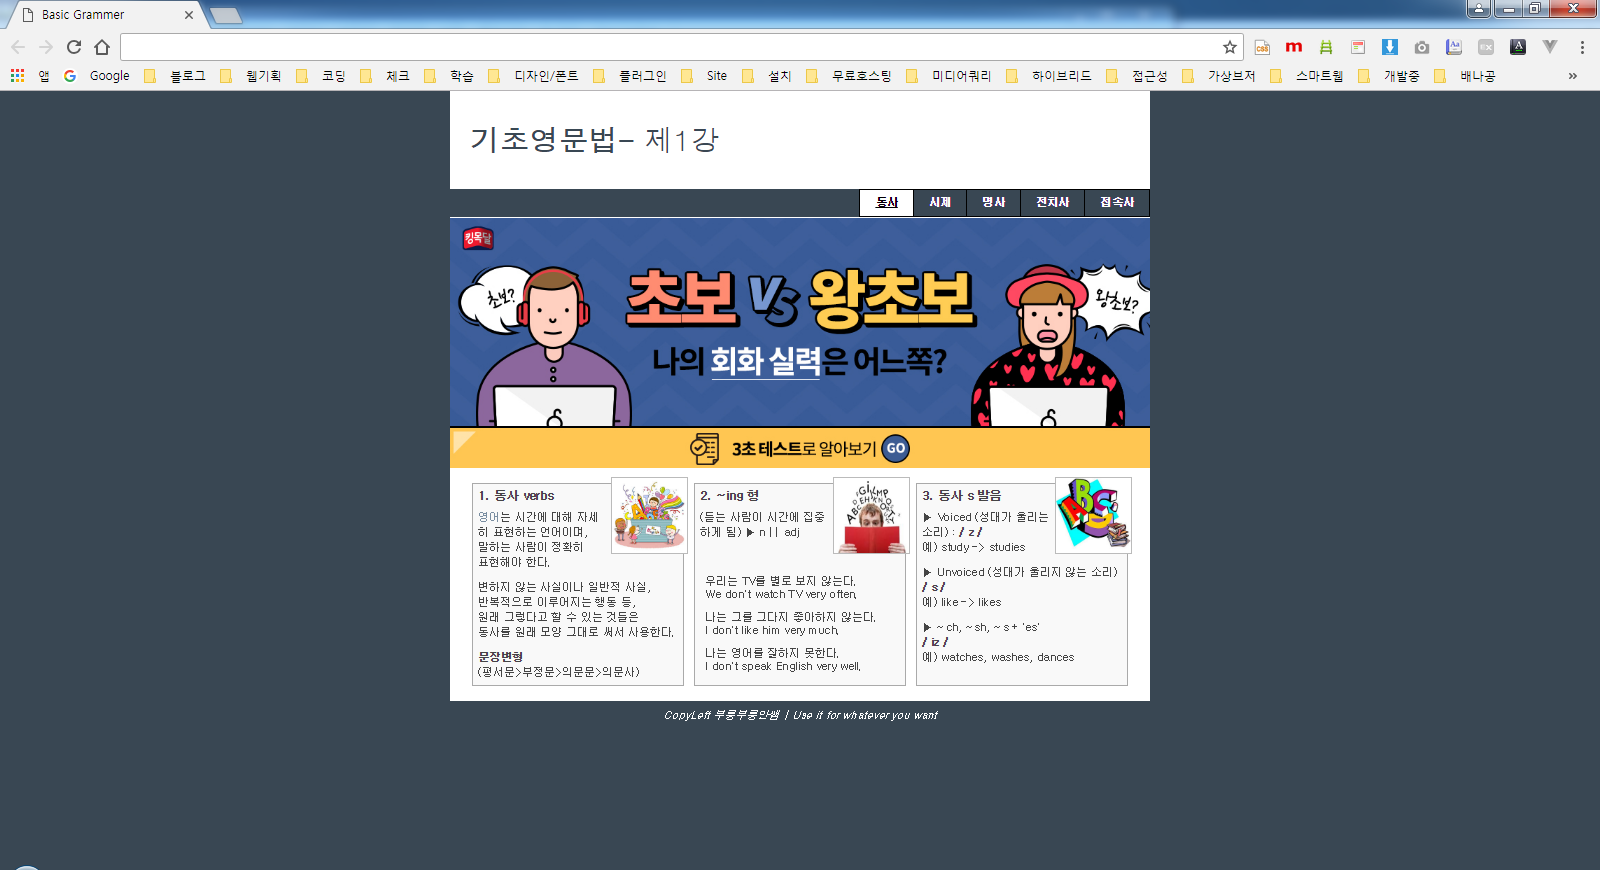 Basic Grammer
앱 Google 블로그 웹기획 코딩 체크 학습 디자인/폰트 플러그인 Site 설치 무료호스팅 미디어쿼리 하이브리드 접근성 가상브저 스마트웹 개발중 배나공 »
기초영문법- 제1강
동사 시제 명사 전치사 접속사
킹목달
초보?
초보 VS 왕초보
왕초보?
나의 회화 실력은 어느쪽?
3초 테스트로 알아보기 GO
1. 동사 verbs
영어는 시간에 대해 자세
히 표현하는 언어이며,
말하는 사람이 정확히
표현해야 한다.
변하지 않는 사실이나 일반적 사실,
반복적으로 이루어지는 행동 등,
원래 그렇다고 할 수 있는 것들은
동사를 원래 모양 그대로 써서 사용한다.
문장변형
(평서문>부정문>의문문>의문사)
2. ~ing 형
(듣는 사람이 시간에 집중
하게 됨) ▶ n || adj
우리는 TV를 별로 보지 않는다.
We don't watch TV very often.
나는 그를 그다지 좋아하지 않는다.
I don't like him very much.
나는 영어를 잘하지 못한다.
I don't speak English very well.
3. 동사 s 발음
▶ Voiced (성대가 울리는
소리) : / z /
예) study -> studies
▶ Unvoiced (성대가 울리지 않는 소리)
/ s /
예) like -> likes
▶ ~ ch, ~ sh, ~ s + 'es'
/ iz /
예) watches, washes, dances
CopyLeft 부릉부릉안쌤 | Use it for whatever you want